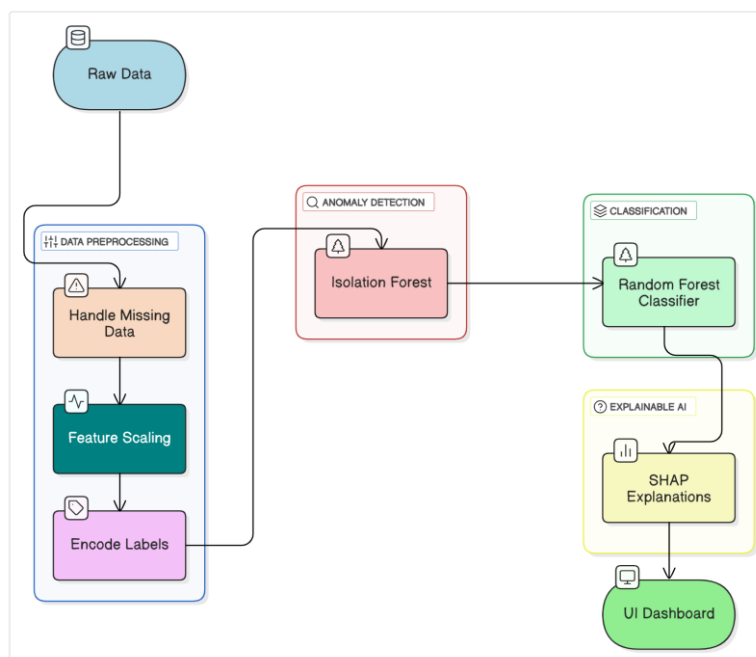 Raw Data
DATA PREPROCESSING
Handle Missing
Data
Feature Scaling
Encode Labels
ANOMALY DETECTION
Isolation Forest
CLASSIFICATION
Random Forest
Classifier
EXPLAINABLE AI
SHAP
Explanations
UI Dashboard